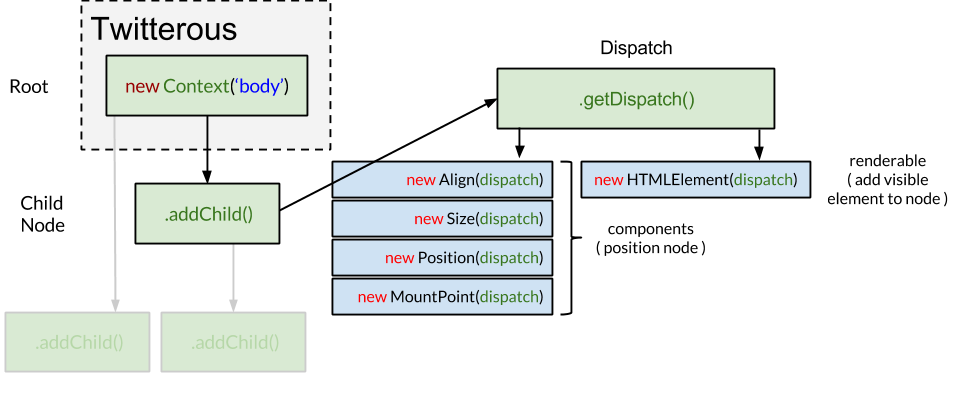 Twitterous
Root
new Context(‘body’)
Dispatch
.getDispatch()
Child
Node
.addChild()
new Align(dispatch)
new Size(dispatch)
new Position(dispatch)
new MountPoint(dispatch)
components
( position node )
new HTMLElement(dispatch)
renderable
( add visible
element to node )
.addChild()
.addChild()